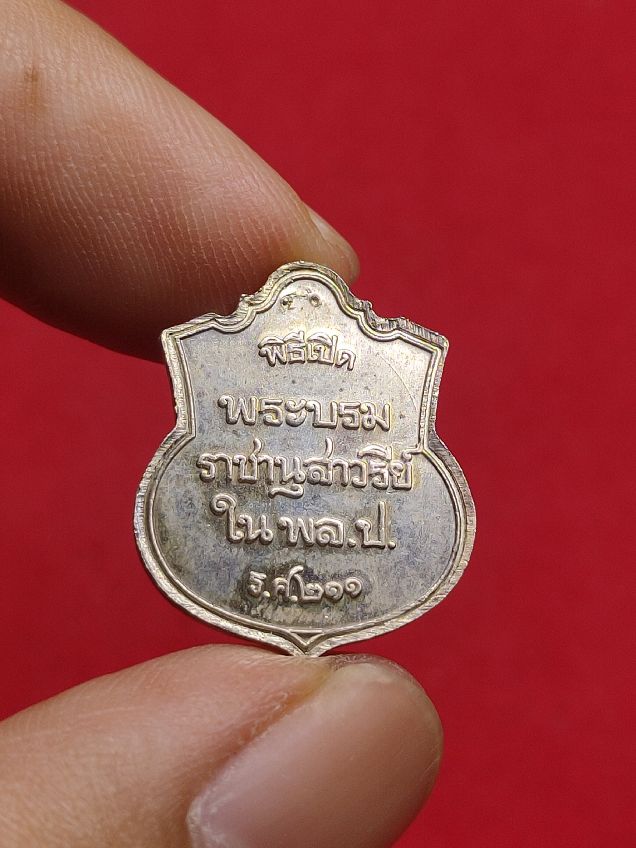 พิธีเปิด
พระบรม
ราชานุสาวรีย์
ใน พล.ป.
ร.ศ.๒๑๑